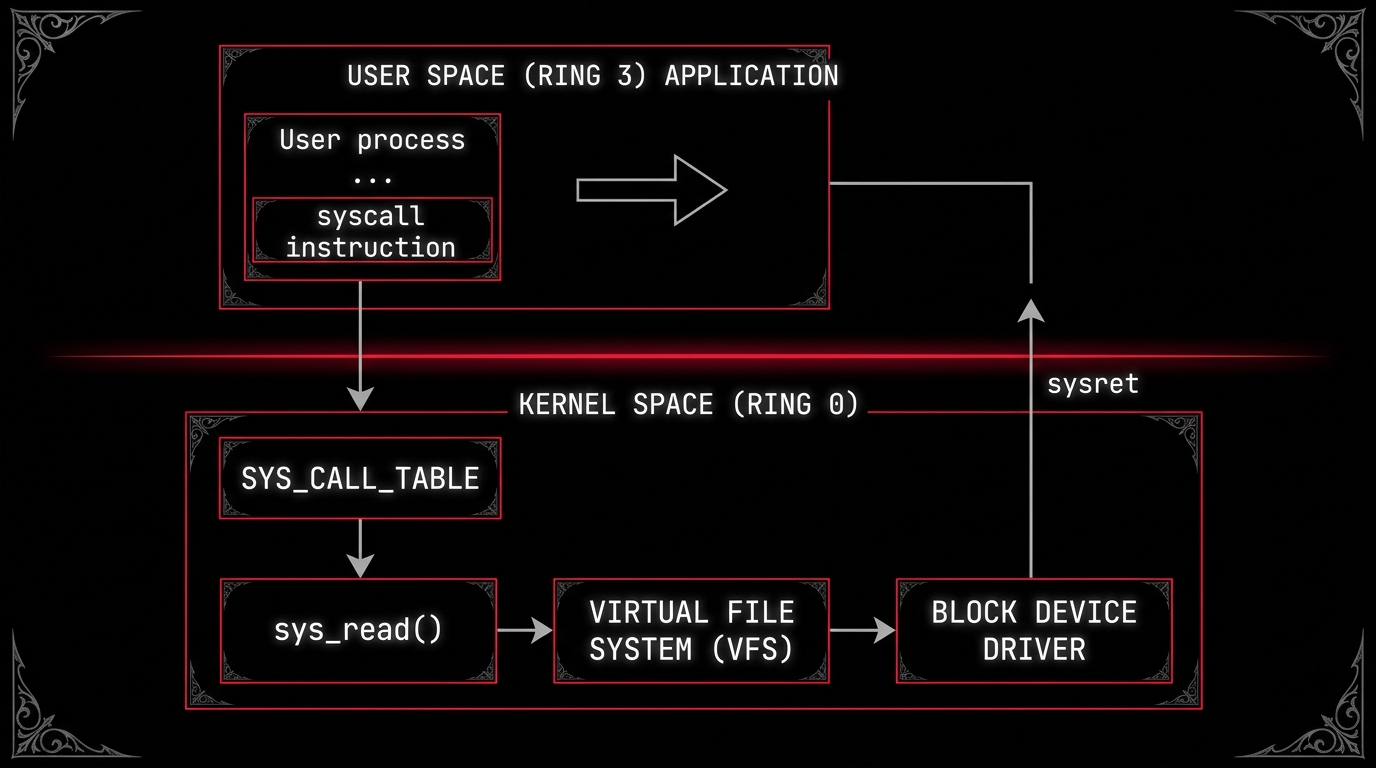 USER SPACE (RING 3) APPLICATION
User process
...
syscall
instruction
sysret
KERNEL SPACE (RING 0)
SYS_CALL_TABLE
sys_read()
VIRTUAL FILE
SYSTEM (VFS)
BLOCK DEVICE
DRIVER